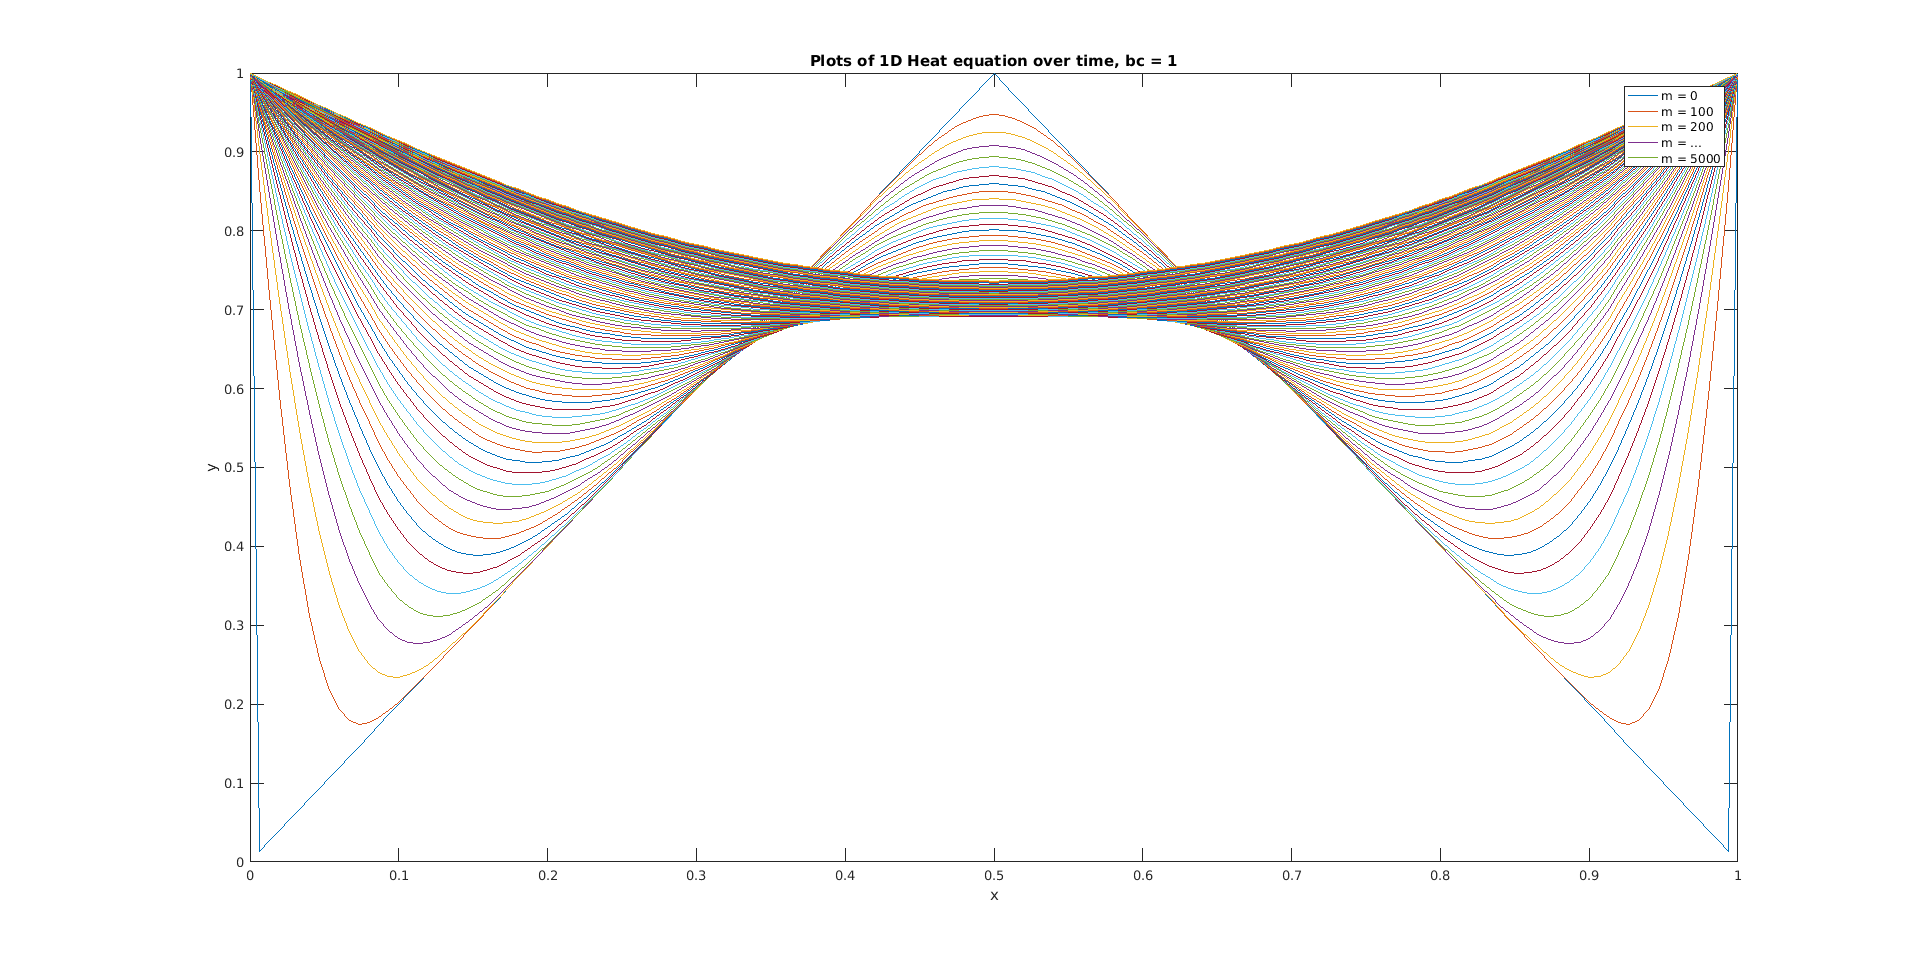 Plots of 1D Heat equation over time, bc = 1
1
0.9
0.8
0.7
0.6
0.5
0.4
0.3
0.2
0.1
0
y
m = 0
m = 100
m = 200
m = ...
m = 5000
0 0.1 0.2 0.3 0.4 0.5 0.6 0.7 0.8 0.9 1
x